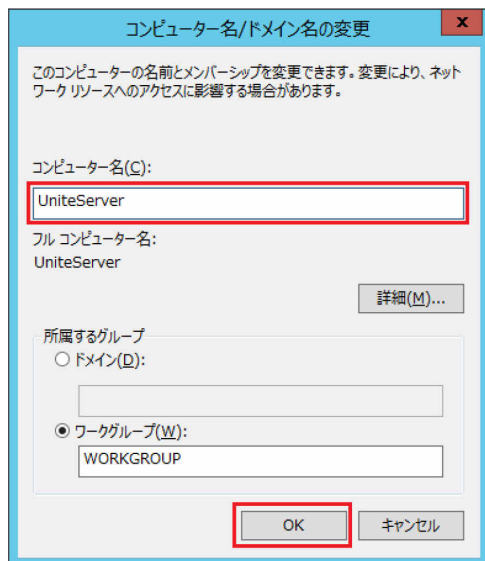 コンピューター名/ドメイン名の変更
x
このコンピューターの名前とメンバーシップを変更できます。変更により、ネット
ワーク リソースへのアクセスに影響する場合があります。
コンピューター名(C):
UniteServer
フル コンピューター名:
UniteServer
詳細(M)...
所属するグループ
ドメイン(D):
ワークグループ(W):
WORKGROUP
OK
キャンセル